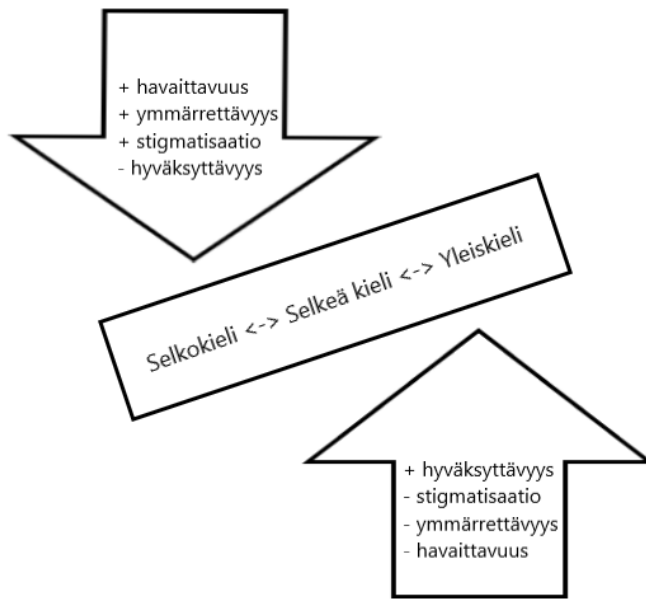 + havaittavuus
+ ymmärrettävyys
+ stigmatisaatio
- hyväksyttävyys
Selkokieli <-> Selkeä kieli <-> Yleiskieli
+ hyväksyttävyys
- stigmatisaatio
- ymmärrettävyys
- havaittavuus